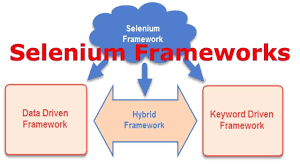 Selenium
Framework
Selenium Frameworks
Data Driven
Framework
Hybrid
Framework
Keyword Driven
Framework